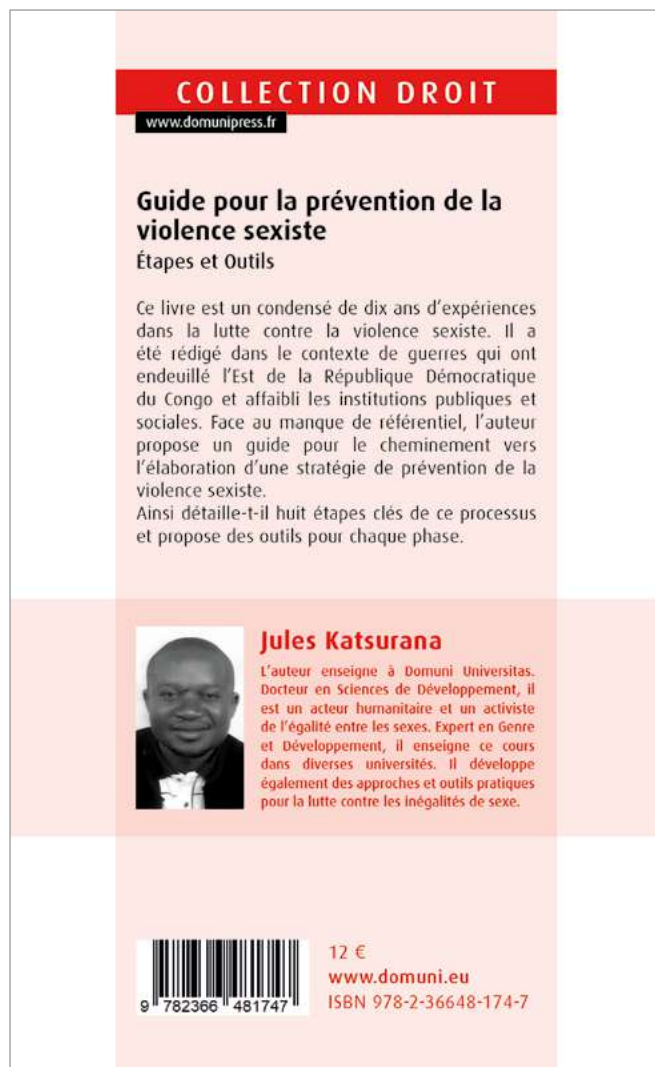 COLLECTION DROIT
www.domunipress.fr
Guide pour la prévention de la
violence sexiste
Étapes et Outils
Ce livre est un condensé de dix ans d’expériences
dans la lutte contre la violence sexiste. Il a
été rédigé dans le contexte de guerres qui ont
endeuillé l’Est de la République Démocratique
du Congo et affaibli les institutions publiques et
sociales. Face au manque de référentiel, l’auteur
propose un guide pour le cheminement vers
l’élaboration d’une stratégie de prévention de la
violence sexiste.
Ainsi détaille-t-il huit étapes clés de ce processus
et propose des outils pour chaque phase.
Jules Katsurana
L’auteur enseigne à Domuni Universitas.
Docteur en Sciences de Développement, il
est un acteur humanitaire et un activiste
de l’égalité entre les sexes. Expert en Genre
et Développement, il enseigne ce cours
dans diverses universités. Il développe
également des approches et outils pratiques
pour la lutte contre les inégalités de sexe.
12 €
www.domuni.eu
ISBN 978-2-36648-174-7
9 782366 481747